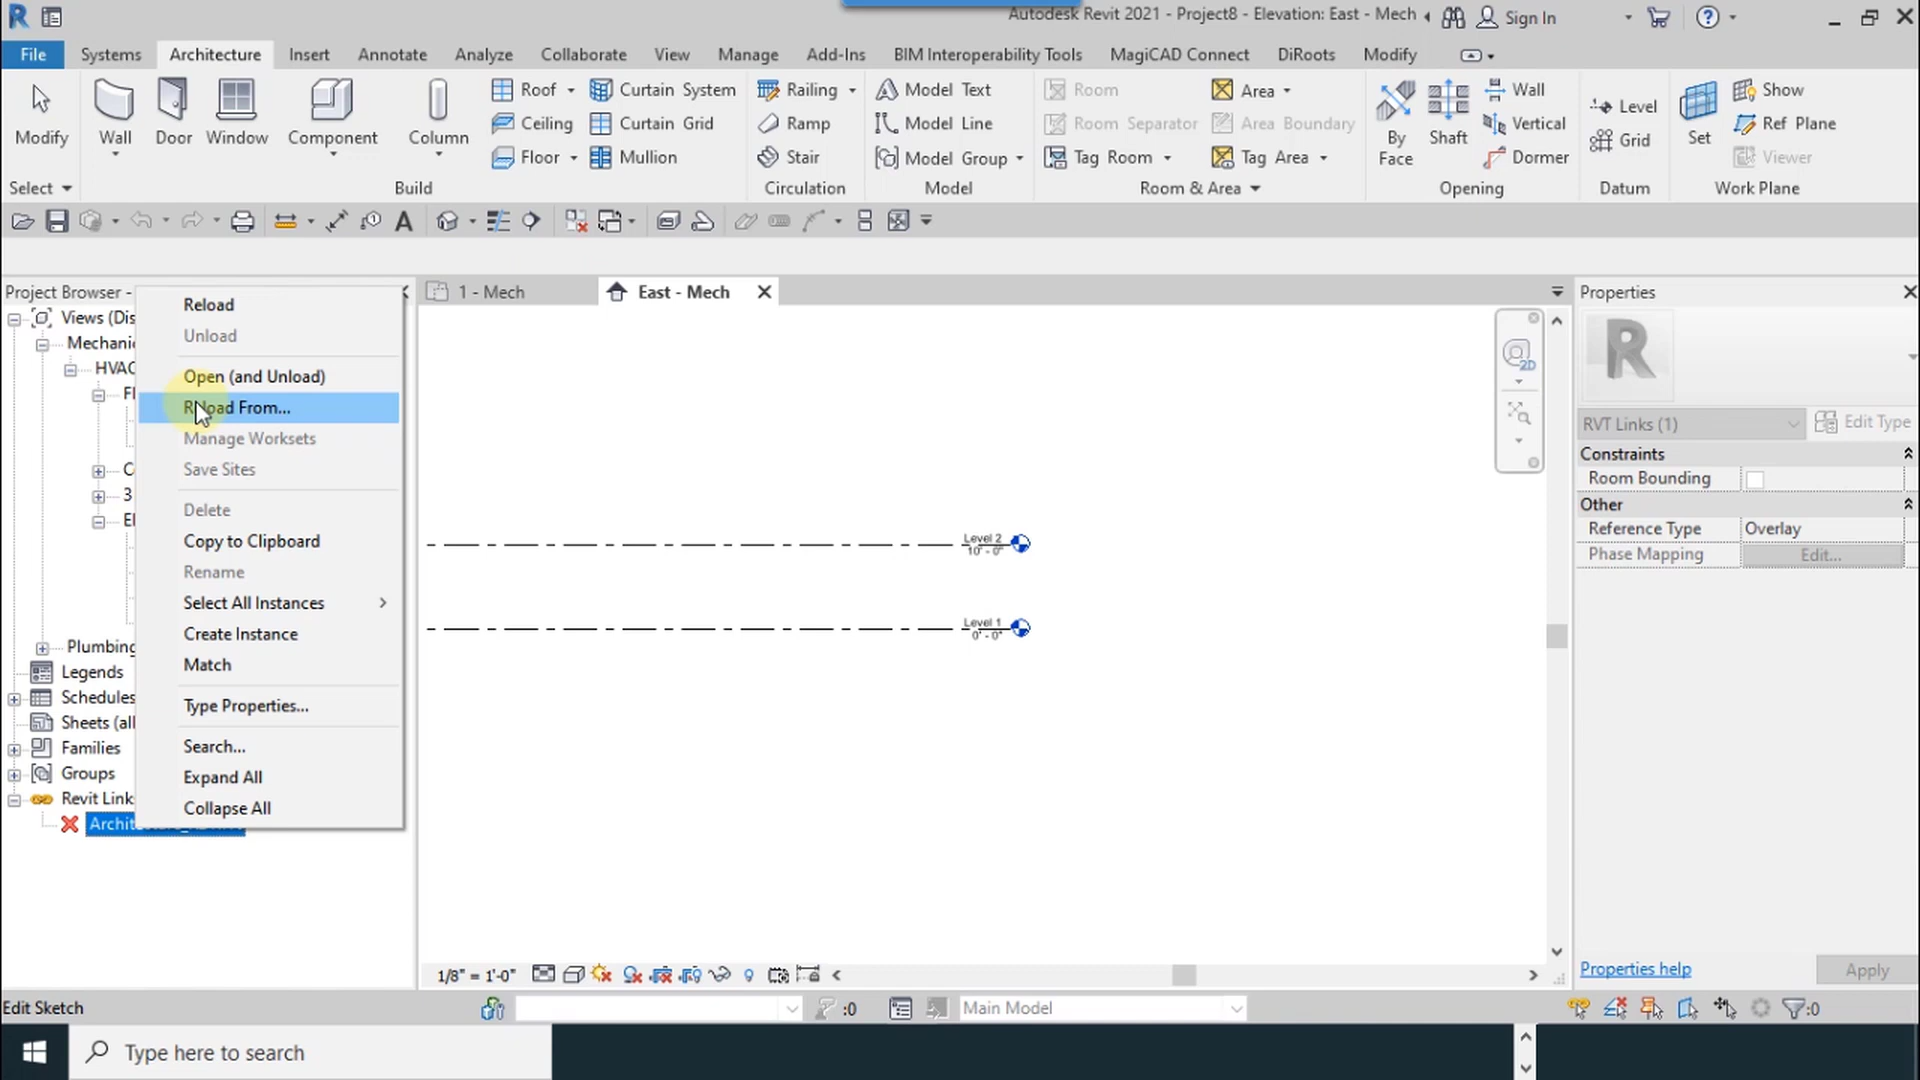 Autodesk Revit 2021 - Project8 - Elevation: East - Mech
Sign In
File Systems Architecture Insert Annotate Analyze Collaborate View Manage Add-Ins BIM Interoperability Tools MagiCAD Connect DiRoots Modify
Modify
Wall
Door
Window
Component
Column
Roof
Ceiling
Floor
Curtain System
Curtain Grid
Mullion
Railing
Ramp
Stair
Model Text
Model Line
Model Group
Room
Room Separator
Tag Room
Area
Area Boundary
Tag Area
By
Face
Shaft
Wall
Vertical
Dormer
Level
Grid
Set
Show
Ref Plane
Viewer
Select
Build
Circulation
Model
Room & Area
Opening
Datum
Work Plane
Project Browser -
Views (Dis
Mechani
HVAC
Fl
C
3
El
Plumbing
Legends
Schedules
Sheets (all
Families
Groups
Revit Link
Archi
Reload
Unload
Open (and Unload)
Reload From...
Manage Worksets
Save Sites
Delete
Copy to Clipboard
Rename
Select All Instances
Create Instance
Match
Type Properties...
Search...
Expand All
Collapse All
1 - Mech
East - Mech
2D
Level 2
10' - 0"
Level 1
0' - 0"
Properties
R
RVT Links (1)
Edit Type
Constraints
Room Bounding
Other
Reference Type Overlay
Phase Mapping Edit...
Properties help
Apply
1/8" = 1'-0"
Edit Sketch
:0
Main Model
:0
Type here to search